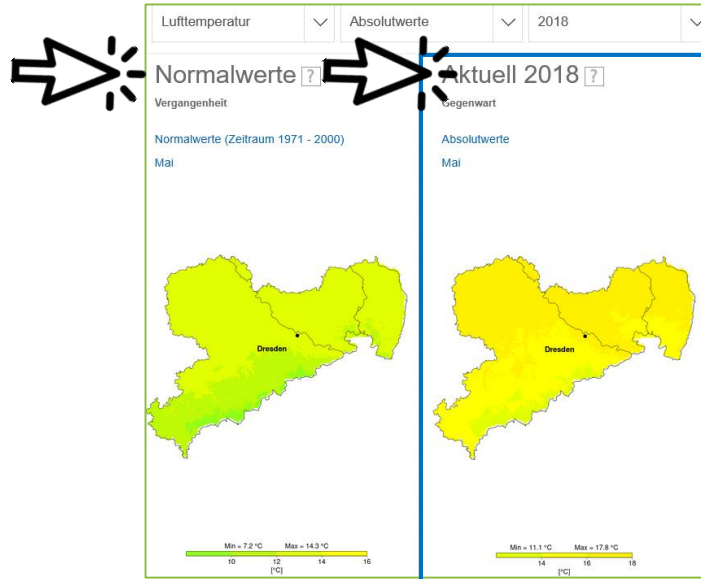 Lufttemperatur
Absolutwerte
2018
Normalwerte ?
Vergangenheit
Normalwerte (Zeitraum 1971 - 2000)
Mai
Dresden
Min = 7.2 °C Max = 14.3 °C
10 12 14 16
[°C]
Aktuell 2018 ?
Gegenwart
Absolutwerte
Mai
Dresden
Min = 11.1 °C Max = 17.8 °C
14 16 18
[°C]